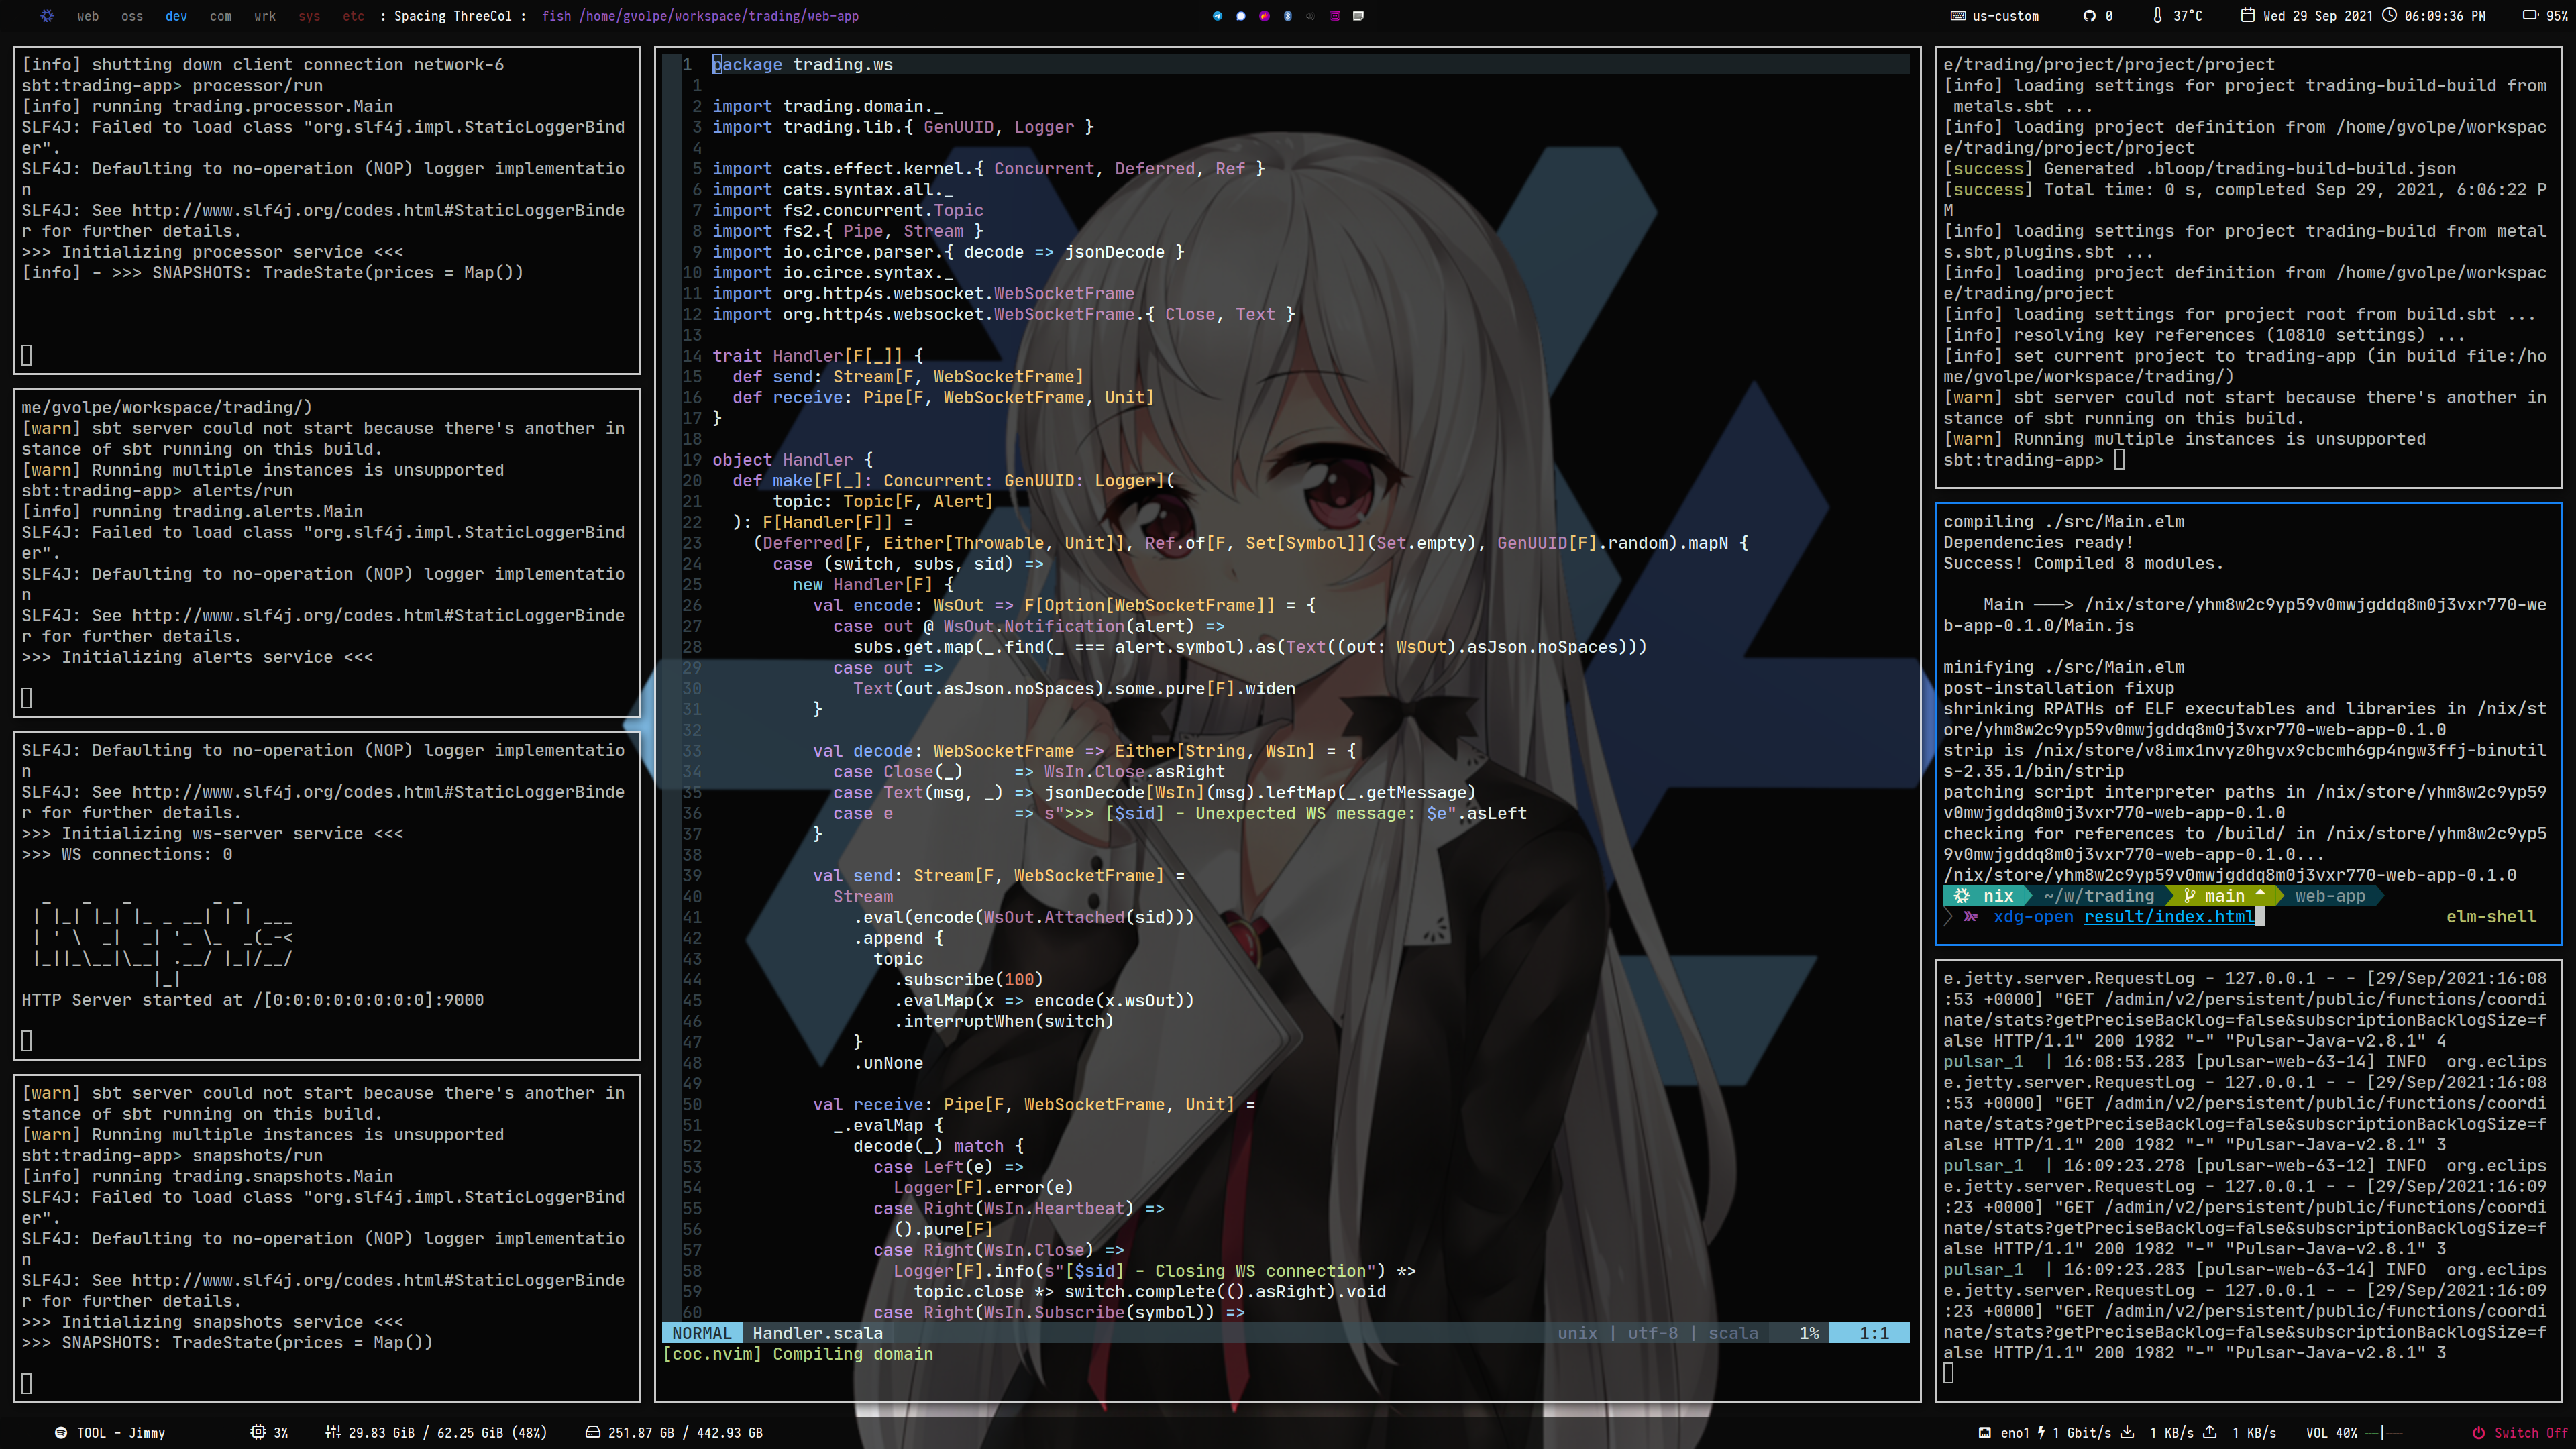 web oss dev com wrk sys etc : Spacing ThreeCol : fish /home/gvolpe/workspace/trading/web-app
us-custom 0 37°C Wed 29 Sep 2021 06:09:36 PM 95%
[info] shutting down client connection network-6
sbt:trading-app> processor/run
[info] running trading.processor.Main
SLF4J: Failed to load class "org.slf4j.impl.StaticLoggerBind
er".
SLF4J: Defaulting to no-operation (NOP) logger implementatio
n
SLF4J: See http://www.slf4j.org/codes.html#StaticLoggerBinde
r for further details.
>>> Initializing processor service <<<
[info] - >>> SNAPSHOTS: TradeState(prices = Map())
me/gvolpe/workspace/trading/)
[warn] sbt server could not start because there's another in
stance of sbt running on this build.
[warn] Running multiple instances is unsupported
sbt:trading-app> alerts/run
[info] running trading.alerts.Main
SLF4J: Failed to load class "org.slf4j.impl.StaticLoggerBind
er".
SLF4J: Defaulting to no-operation (NOP) logger implementatio
n
SLF4J: See http://www.slf4j.org/codes.html#StaticLoggerBinde
r for further details.
>>> Initializing alerts service <<<
SLF4J: Defaulting to no-operation (NOP) logger implementatio
n
SLF4J: See http://www.slf4j.org/codes.html#StaticLoggerBinde
r for further details.
>>> Initializing ws-server service <<<
>>> WS connections: 0
HTTP Server started at /[0:0:0:0:0:0:0:0]:9000
[warn] sbt server could not start because there's another in
stance of sbt running on this build.
[warn] Running multiple instances is unsupported
sbt:trading-app> snapshots/run
[info] running trading.snapshots.Main
SLF4J: Failed to load class "org.slf4j.impl.StaticLoggerBind
er".
SLF4J: Defaulting to no-operation (NOP) logger implementatio
n
SLF4J: See http://www.slf4j.org/codes.html#StaticLoggerBinde
r for further details.
>>> Initializing snapshots service <<<
>>> SNAPSHOTS: TradeState(prices = Map())
1 package trading.ws
1
2 import trading.domain._
3 import trading.lib.{ GenUUID, Logger }
4
5 import cats.effect.kernel.{ Concurrent, Deferred, Ref }
6 import cats.syntax.all._
7 import fs2.concurrent.Topic
8 import fs2.{ Pipe, Stream }
9 import io.circe.parser.{ decode => jsonDecode }
10 import io.circe.syntax._
11 import org.http4s.websocket.WebSocketFrame
12 import org.http4s.websocket.WebSocketFrame.{ Close, Text }
13
14 trait Handler[F[_]] {
15 def send: Stream[F, WebSocketFrame]
16 def receive: Pipe[F, WebSocketFrame, Unit]
17 }
18
19 object Handler {
20 def make[F[_]: Concurrent: GenUUID: Logger](
21 topic: Topic[F, Alert]
22 ): F[Handler[F]] =
23 (Deferred[F, Either[Throwable, Unit]], Ref.of[F, Set[Symbol]](Set.empty), GenUUID[F].random).mapN {
24 case (switch, subs, sid) =>
25 new Handler[F] {
26 val encode: WsOut => F[Option[WebSocketFrame]] = {
27 case out @ WsOut.Notification(alert) =>
28 subs.get.map(_.find(_ === alert.symbol).as(Text((out: WsOut).asJson.noSpaces)))
29 case out =>
30 Text(out.asJson.noSpaces).some.pure[F].widen
31 }
32
33 val decode: WebSocketFrame => Either[String, WsIn] = {
34 case Close(_) => WsIn.Close.asRight
35 case Text(msg, _) => jsonDecode[WsIn](msg).leftMap(_.getMessage)
36 case e => s">>> [$sid] - Unexpected WS message: $e".asLeft
37 }
38
39 val send: Stream[F, WebSocketFrame] =
40 Stream
41 .eval(encode(WsOut.Attached(sid)))
42 .append {
43 topic
44 .subscribe(100)
45 .evalMap(x => encode(x.wsOut))
46 .interruptWhen(switch)
47 }
48 .unNone
49
50 val receive: Pipe[F, WebSocketFrame, Unit] =
51 _.evalMap {
52 decode(_) match {
53 case Left(e) =>
54 Logger[F].error(e)
55 case Right(WsIn.Heartbeat) =>
56 ().pure[F]
57 case Right(WsIn.Close) =>
58 Logger[F].info(s"[$sid] - Closing WS connection") *>
59 topic.close *> switch.complete(().asRight).void
60 case Right(WsIn.Subscribe(symbol)) =>
NORMAL Handler.scala unix | utf-8 | scala 1% 1:1
[coc.nvim] Compiling domain
e/trading/project/project/project
[info] loading settings for project trading-build-build from
metals.sbt ...
[info] loading project definition from /home/gvolpe/workspac
e/trading/project/project
[success] Generated .bloop/trading-build-build.json
[success] Total time: 0 s, completed Sep 29, 2021, 6:06:22 P
M
[info] loading settings for project trading-build from metal
s.sbt,plugins.sbt ...
[info] loading project definition from /home/gvolpe/workspac
e/trading/project
[info] loading settings for project root from build.sbt ...
[info] resolving key references (10810 settings) ...
[info] set current project to trading-app (in build file:/ho
me/gvolpe/workspace/trading/)
[warn] sbt server could not start because there's another in
stance of sbt running on this build.
[warn] Running multiple instances is unsupported
sbt:trading-app>
compiling ./src/Main.elm
Dependencies ready!
Success! Compiled 8 modules.
Main ───> /nix/store/yhm8w2c9yp59v0mwjgddq8m0j3vxr770-we
b-app-0.1.0/Main.js
minifying ./src/Main.elm
post-installation fixup
shrinking RPATHs of ELF executables and libraries in /nix/st
ore/yhm8w2c9yp59v0mwjgddq8m0j3vxr770-web-app-0.1.0
strip is /nix/store/v8imx1nvyz0hgvx9cbcmh6gp4ngw3ffj-binutil
s-2.35.1/bin/strip
patching script interpreter paths in /nix/store/yhm8w2c9yp59
v0mwjgddq8m0j3vxr770-web-app-0.1.0
checking for references to /build/ in /nix/store/yhm8w2c9yp5
9v0mwjgddq8m0j3vxr770-web-app-0.1.0...
/nix/store/yhm8w2c9yp59v0mwjgddq8m0j3vxr770-web-app-0.1.0
nix ~/w/trading main web-app
xdg-open result/index.html elm-shell
e.jetty.server.RequestLog - 127.0.0.1 - - [29/Sep/2021:16:08
:53 +0000] "GET /admin/v2/persistent/public/functions/coordi
nate/stats?getPreciseBacklog=false&subscriptionBacklogSize=f
alse HTTP/1.1" 200 1982 "-" "Pulsar-Java-v2.8.1" 4
pulsar_1 | 16:08:53.283 [pulsar-web-63-14] INFO org.eclips
e.jetty.server.RequestLog - 127.0.0.1 - - [29/Sep/2021:16:08
:53 +0000] "GET /admin/v2/persistent/public/functions/coordi
nate/stats?getPreciseBacklog=false&subscriptionBacklogSize=f
alse HTTP/1.1" 200 1982 "-" "Pulsar-Java-v2.8.1" 3
pulsar_1 | 16:09:23.278 [pulsar-web-63-12] INFO org.eclips
e.jetty.server.RequestLog - 127.0.0.1 - - [29/Sep/2021:16:09
:23 +0000] "GET /admin/v2/persistent/public/functions/coordi
nate/stats?getPreciseBacklog=false&subscriptionBacklogSize=f
alse HTTP/1.1" 200 1982 "-" "Pulsar-Java-v2.8.1" 3
pulsar_1 | 16:09:23.283 [pulsar-web-63-14] INFO org.eclips
e.jetty.server.RequestLog - 127.0.0.1 - - [29/Sep/2021:16:09
:23 +0000] "GET /admin/v2/persistent/public/functions/coordi
nate/stats?getPreciseBacklog=false&subscriptionBacklogSize=f
alse HTTP/1.1" 200 1982 "-" "Pulsar-Java-v2.8.1" 3
TOOL - Jimmy 3% 29.83 GiB / 62.25 GiB (48%) 251.87 GB / 442.93 GB
eno1 1 Gbit/s 1 KB/s 1 KB/s VOL 40% Switch Off